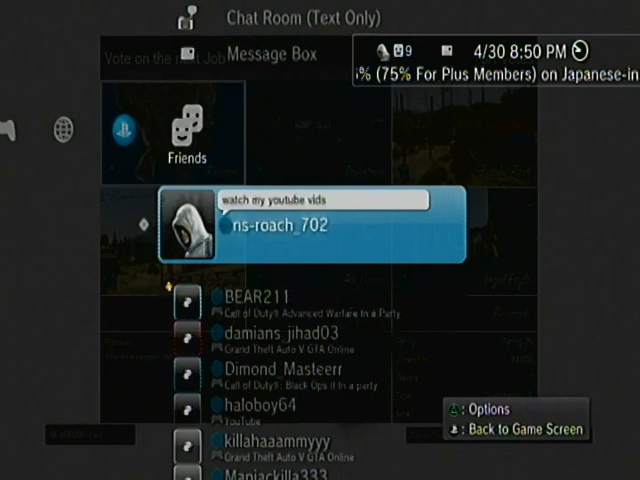 Chat Room (Text Only)
Vote on the next Job
Message Box
9
4/30 8:50 PM
% (75% For Plus Members) on Japanese-in
Friends
watch my youtube vids
ns-roach_702
BEAR211
Call of Duty® Advanced Warfare In a Party
damians_jihad03
Grand Theft Auto V GTA Online
Dimond_Masteerr
Call of Duty®: Black Ops II In a party
haloboy64
YouTube
: Options
: Back to Game Screen
killahaaammyyy
Grand Theft Auto V GTA Online
Maniackilla333